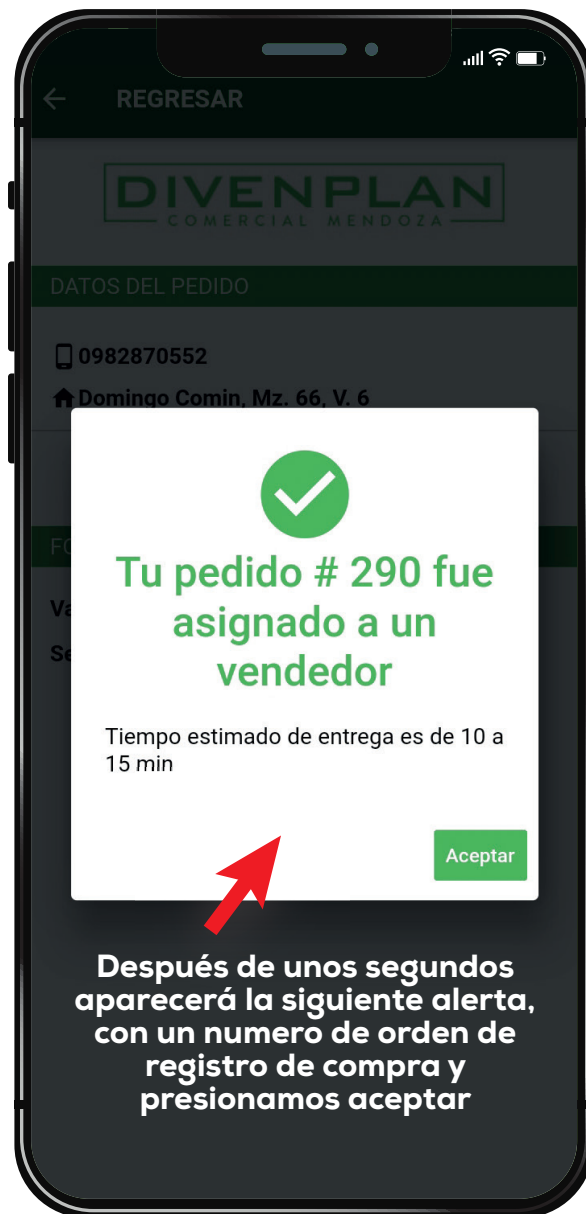 REGRESAR
DIVENPLAN
COMERCIAL MENDOZA
DATOS DEL PEDIDO
0982870552
Domingo Comin, Mz. 66, V. 6
Tu pedido # 290 fue
asignado a un
vendedor
Tiempo estimado de entrega es de 10 a
15 min
Aceptar
Después de unos segundos
aparecerá la siguiente alerta,
con un numero de orden de
registro de compra y
presionamos aceptar